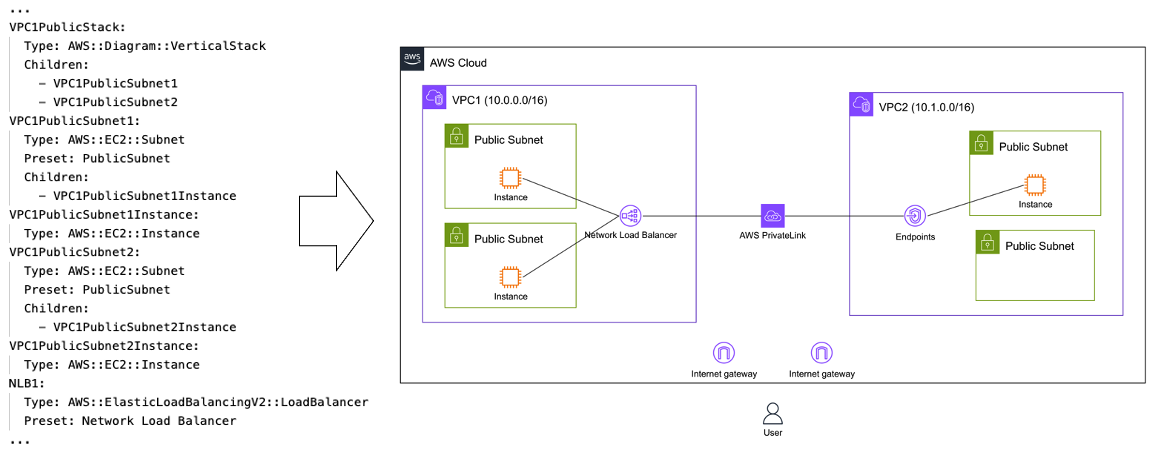 ...
VPC1PublicStack:
  Type: AWS::Diagram::VerticalStack
  Children:
    - VPC1PublicSubnet1
    - VPC1PublicSubnet2
VPC1PublicSubnet1:
  Type: AWS::EC2::Subnet
  Preset: PublicSubnet
  Children:
    - VPC1PublicSubnet1Instance
VPC1PublicSubnet1Instance:
  Type: AWS::EC2::Instance
VPC1PublicSubnet2:
  Type: AWS::EC2::Subnet
  Preset: PublicSubnet
  Children:
    - VPC1PublicSubnet2Instance
VPC1PublicSubnet2Instance:
  Type: AWS::EC2::Instance
NLB1:
  Type: AWS::ElasticLoadBalancingV2::LoadBalancer
  Preset: Network Load Balancer
...
aws
AWS Cloud
VPC1 (10.0.0.0/16)
Public Subnet
Instance
Public Subnet
Instance
Network Load Balancer
AWS PrivateLink
VPC2 (10.1.0.0/16)
Public Subnet
Instance
Endpoints
Public Subnet
Internet gateway
Internet gateway
User